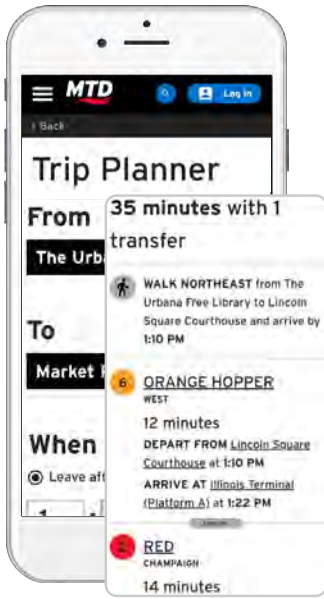 MTD
Log in
‹ Back
Trip Planner
From
The Urb
To
Market
When
Leave aft
35 minutes with 1
transfer
WALK NORTHEAST from The
Urbana Free Library to Lincoln
Square Courthouse and arrive by
1:10 PM
6 ORANGE HOPPER
WEST
12 minutes
DEPART FROM Lincoln Square
Courthouse at 1:10 PM
ARRIVE AT Illinois Terminal
(Platform A) at 1:22 PM
RED
CHAMPAIGN
14 minutes